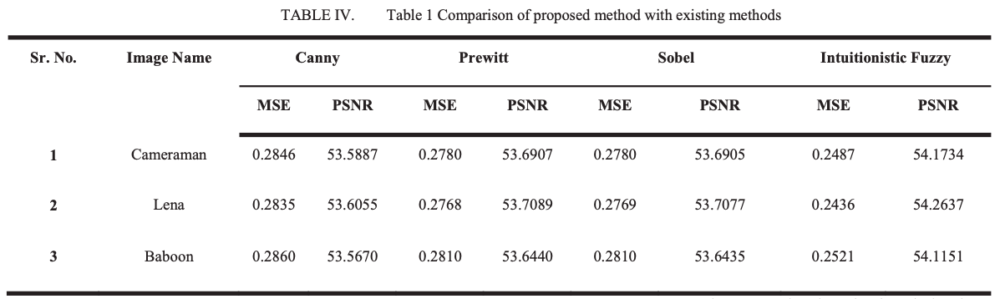 TABLE IV. Table 1 Comparison of proposed method with existing methods
Sr. No. Image Name Canny Prewitt Sobel Intuitionistic Fuzzy
MSE PSNR MSE PSNR MSE PSNR MSE PSNR
1 Cameraman 0.2846 53.5887 0.2780 53.6907 0.2780 53.6905 0.2487 54.1734
2 Lena 0.2835 53.6055 0.2768 53.7089 0.2769 53.7077 0.2436 54.2637
3 Baboon 0.2860 53.5670 0.2810 53.6440 0.2810 53.6435 0.2521 54.1151